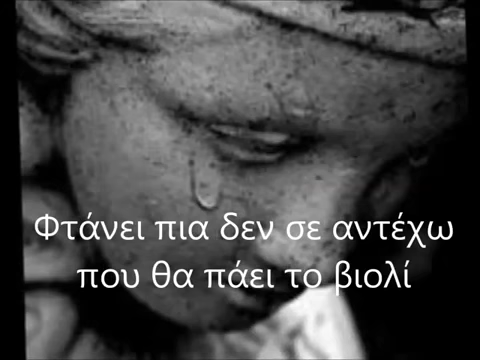 Φτάνει πια δεν σε αντέχω
που θα πάει το βιολί